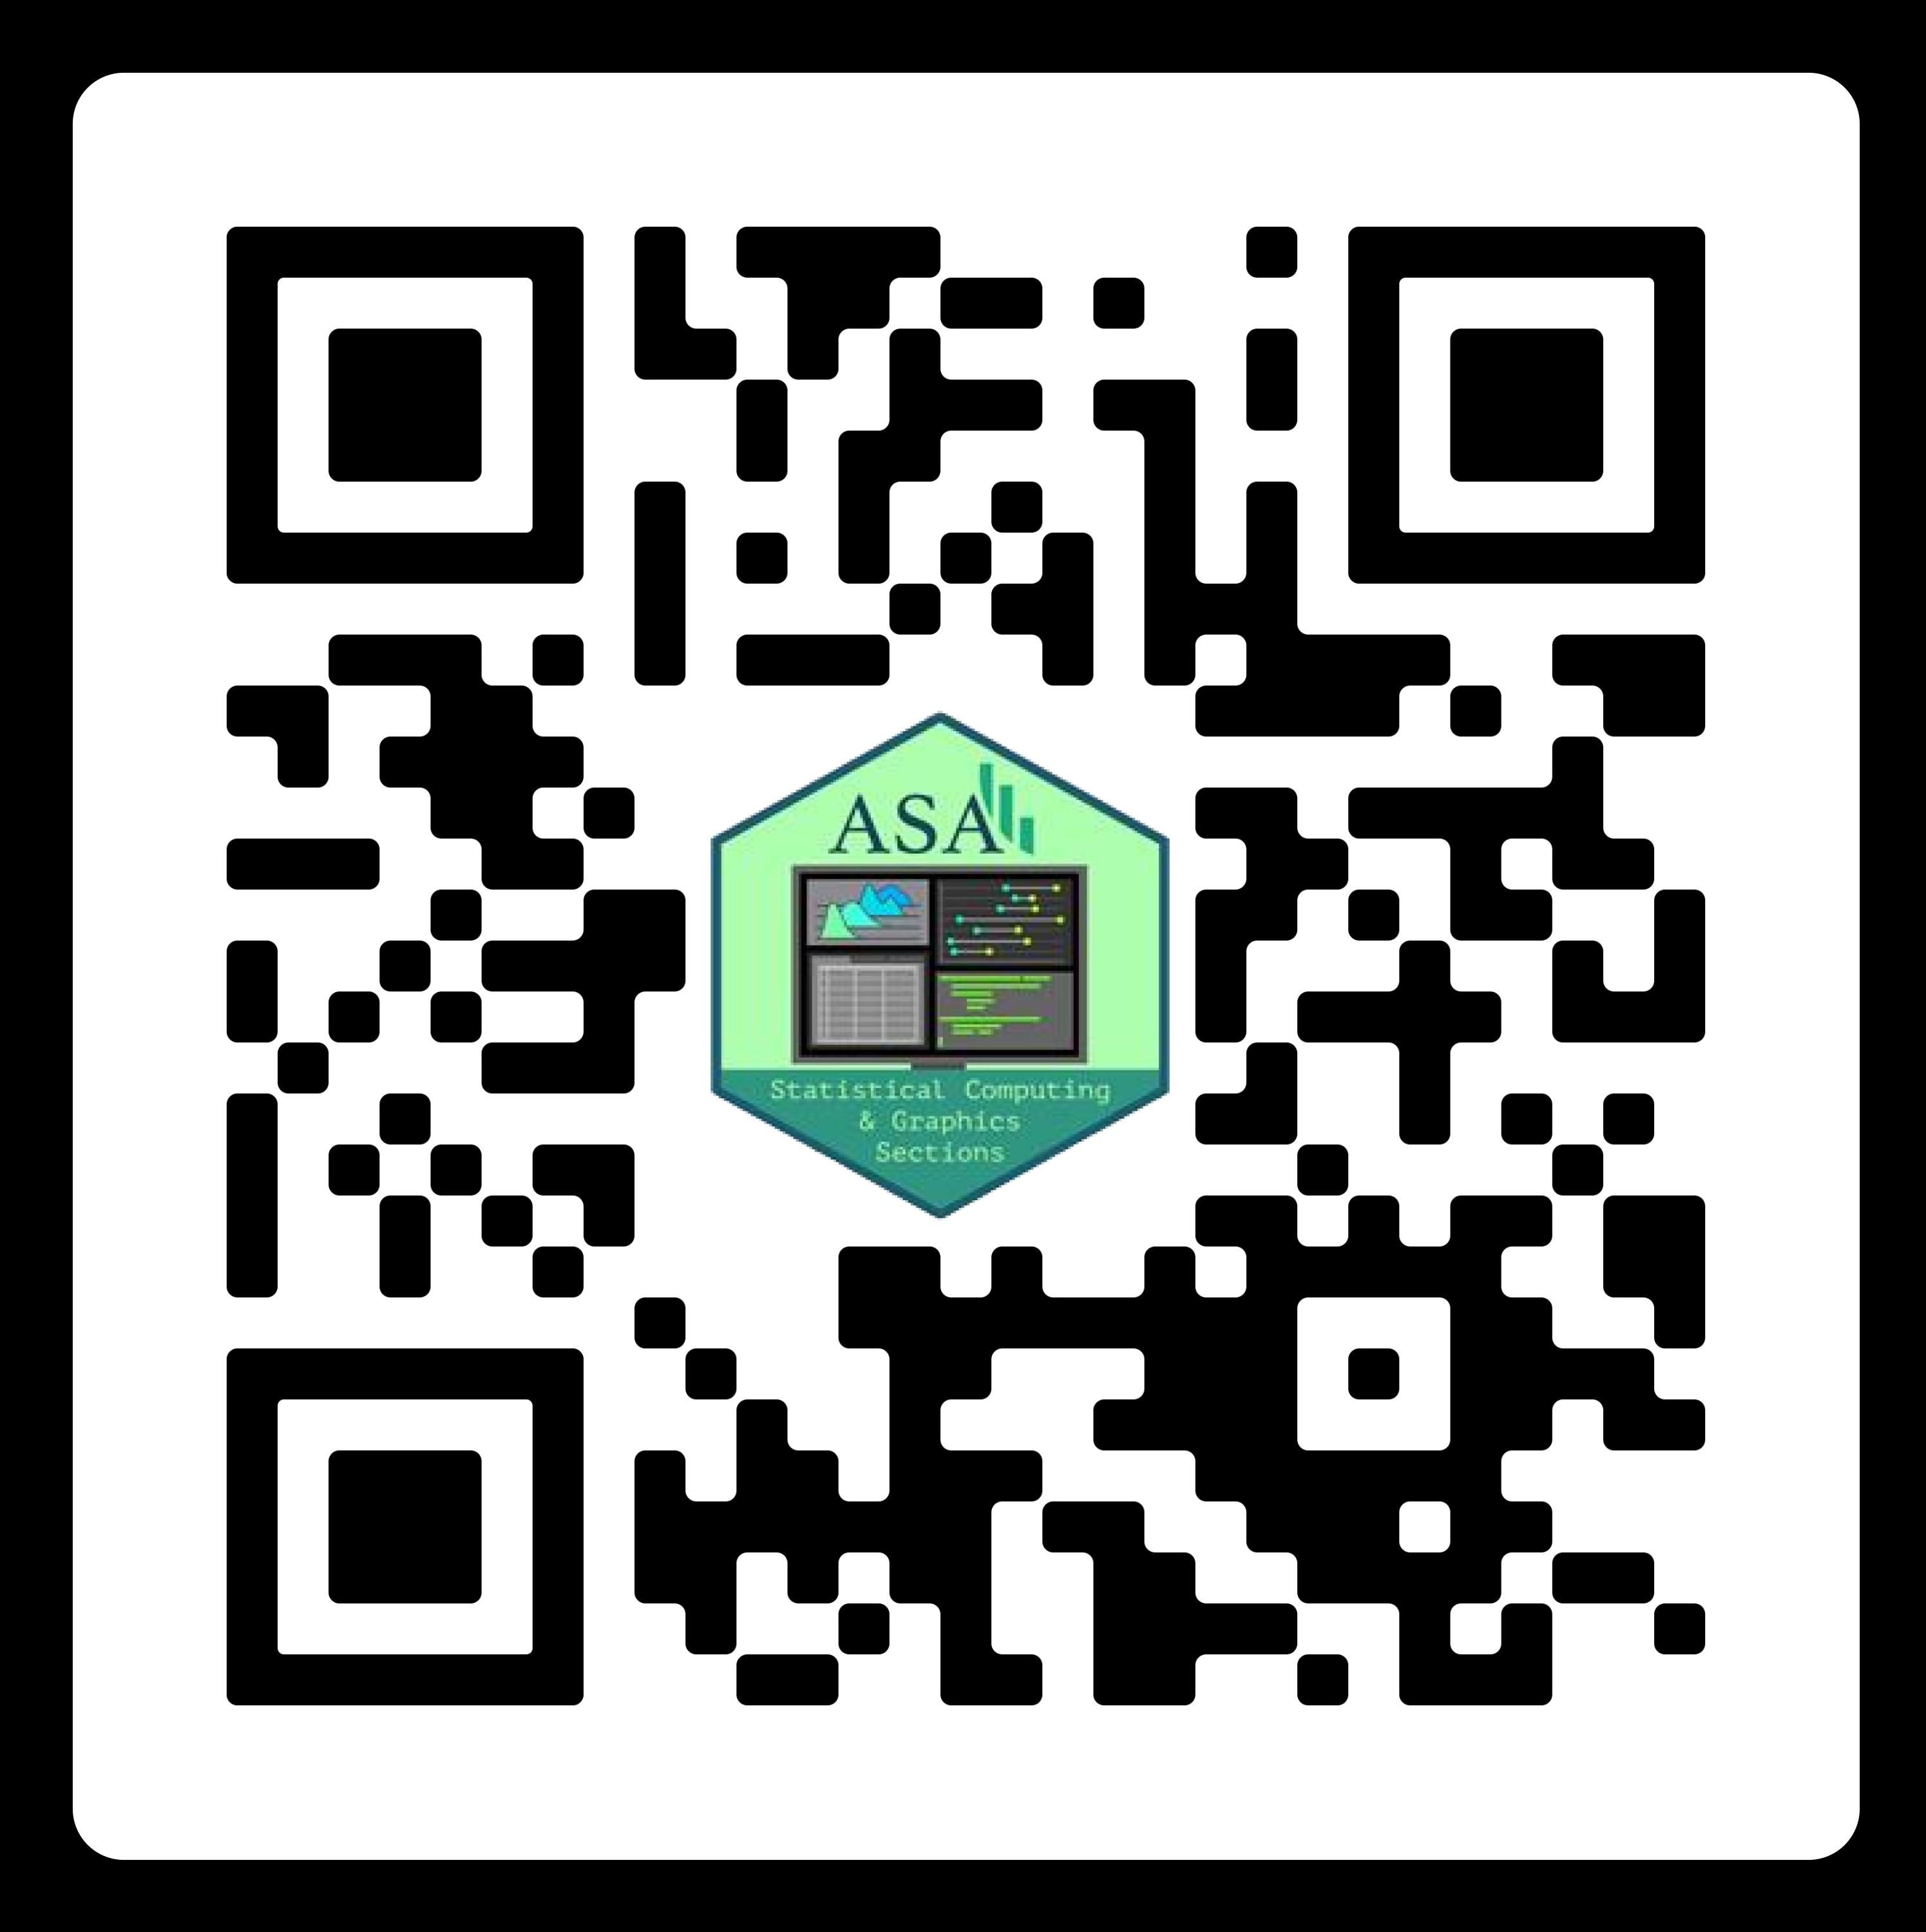 ASA
Statistical Computing
& Graphics
Sections